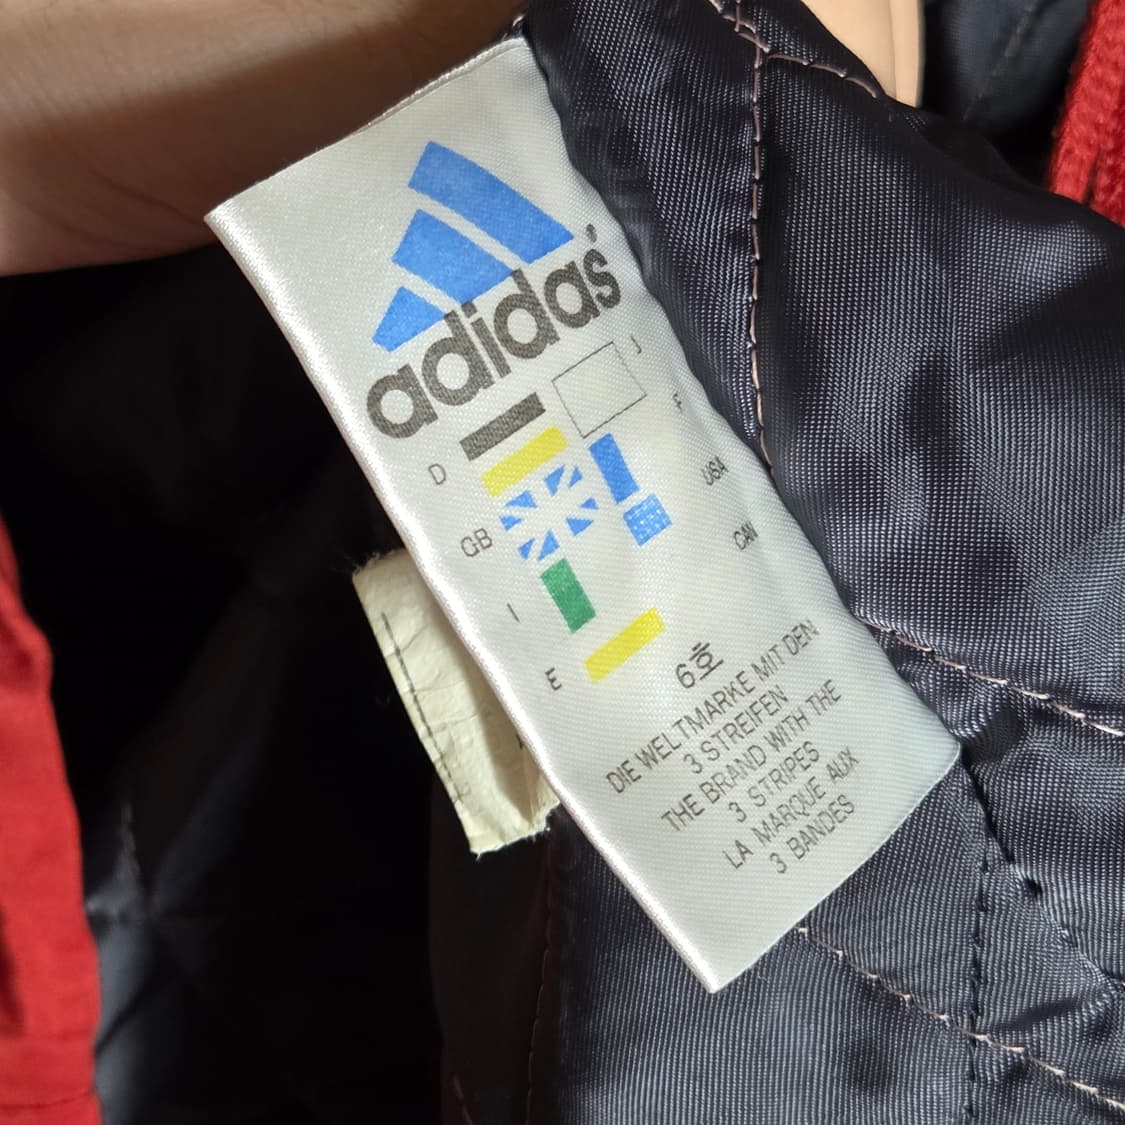 adidas
J
D
F
GB
USA
I
CAN
E
6호
DIE WELTMARKE MIT DEN
3 STREIFEN
THE BRAND WITH THE
3 STRIPES
LA MARQUE AUX
3 BANDES